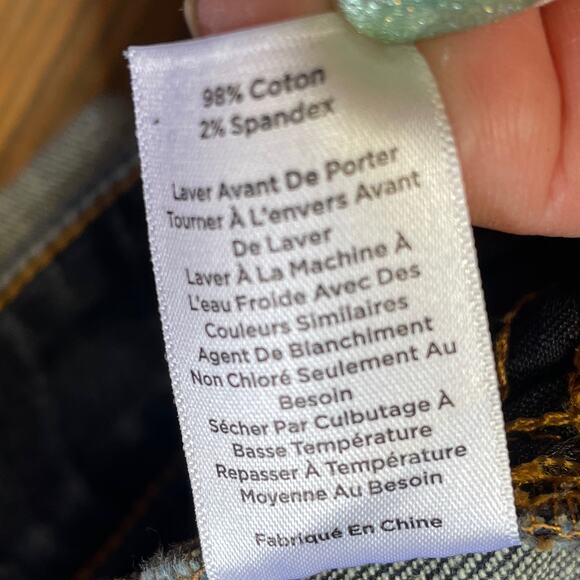 98% Coton
2% Spandex
Laver Avant De Porter
Tourner À L'envers Avant
De Laver
Laver À La Machine À
L'eau Froide Avec Des
Couleurs Similaires
Agent De Blanchiment
Non Chloré Seulement Au
Besoin
Sécher Par Culbutage À
Basse Température
Repasser À Température
Moyenne Au Besoin
Fabriqué En Chine